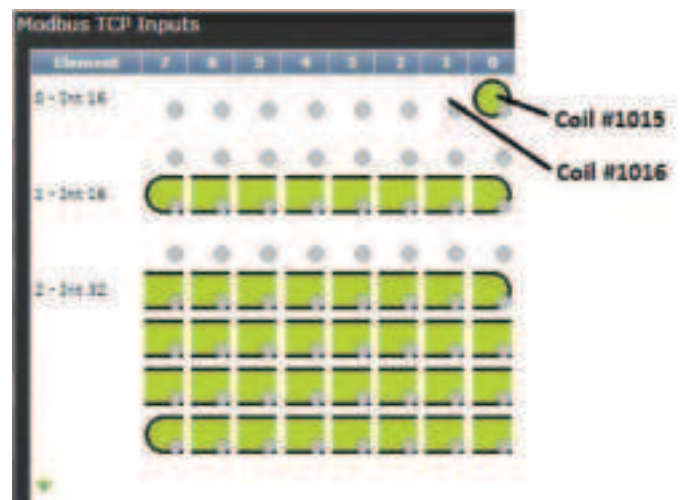 Modbus TCP Inputs
Element 7 6 5 4 3 2 1 0
0 - Int 16
Coil #1015
Coil #1016
1 - Int 16
2 - Int 32